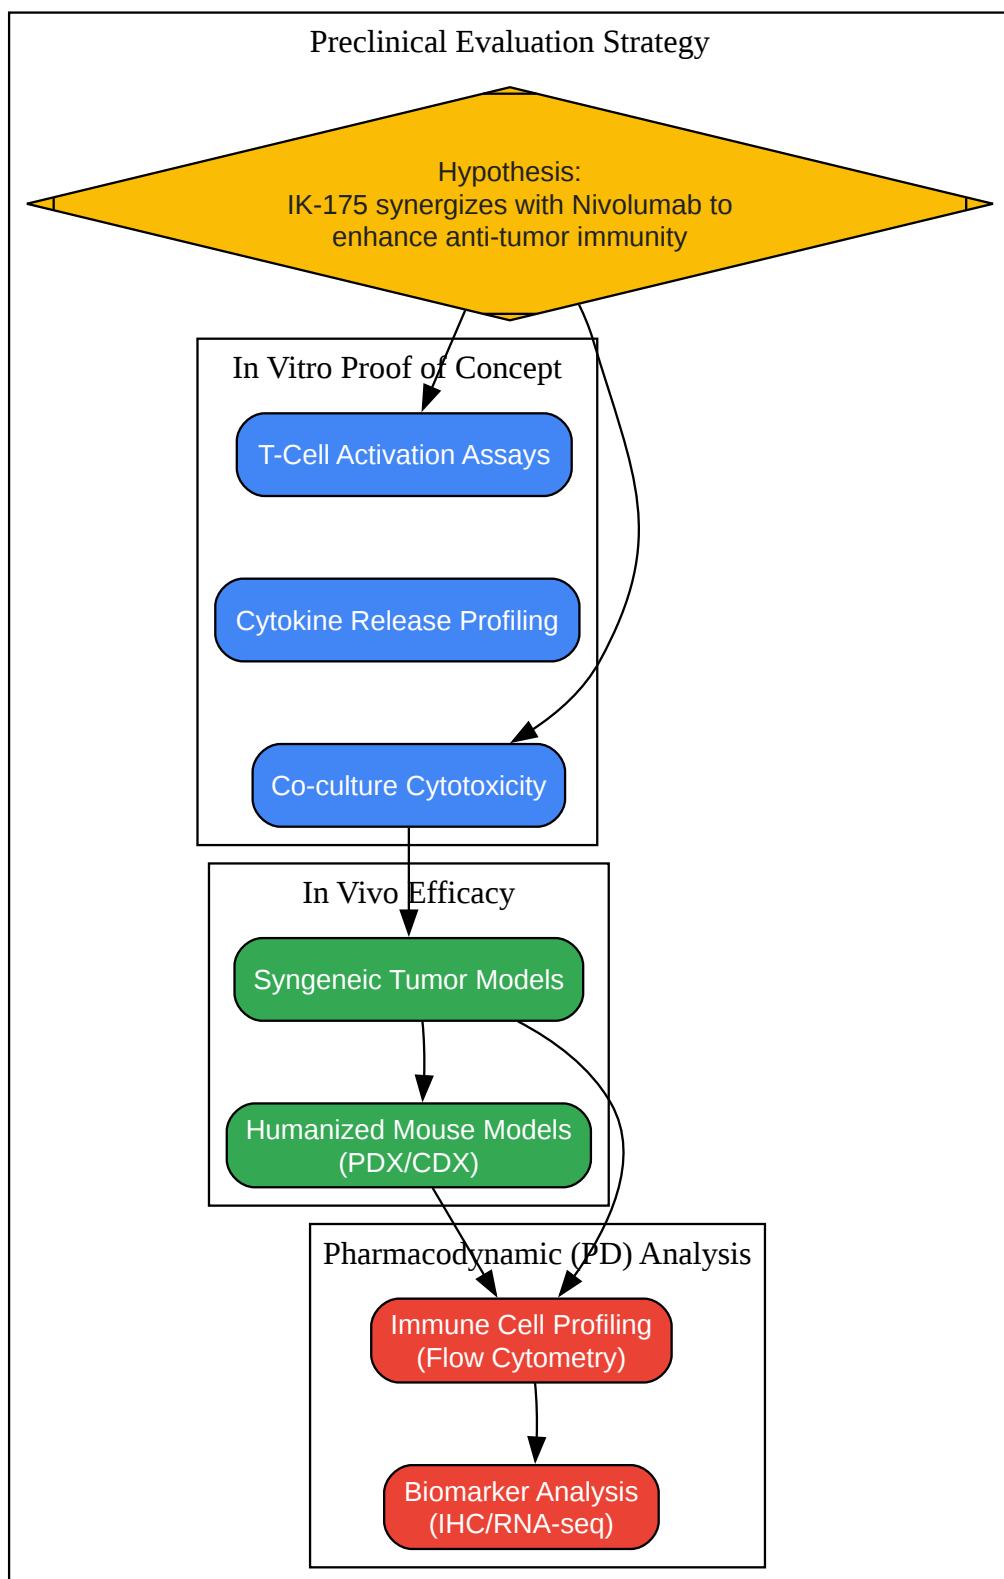 Preclinical Evaluation Strategy
Hypothesis:
IK-175 synergizes with Nivolumab to
enhance anti-tumor immunity
In Vitro Proof of Concept
T-Cell Activation Assays
Cytokine Release Profiling
Co-culture Cytotoxicity
In Vivo Efficacy
Syngeneic Tumor Models
Humanized Mouse Models
(PDX/CDX)
Pharmacodynamic (PD) Analysis
Immune Cell Profiling
(Flow Cytometry)
Biomarker Analysis
(IHC/RNA-seq)